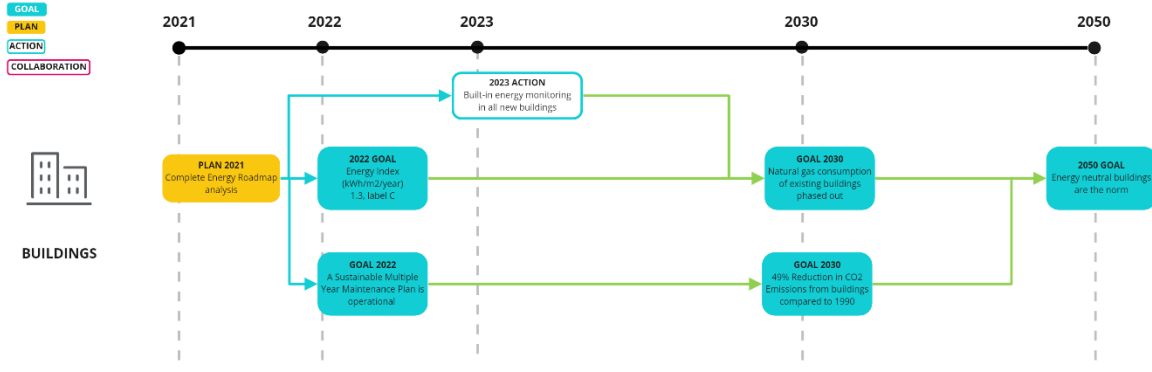 GOAL
PLAN
ACTION
COLLABORATION
2021
2022
2023
2030
2050
2023 ACTION
Built-in energy monitoring
in all new buildings
PLAN 2021
Complete Energy Roadmap
analysis
2022 GOAL
Energy Index
(kWh/m2/year)
1.3, label C
GOAL 2030
Natural gas consumption
of existing buildings
phased out
2050 GOAL
Energy neutral buildings
are the norm
BUILDINGS
GOAL 2022
A Sustainable Multiple
Year Maintenance Plan is
operational
GOAL 2030
49% Reduction in CO2
Emissions from buildings
compared to 1990